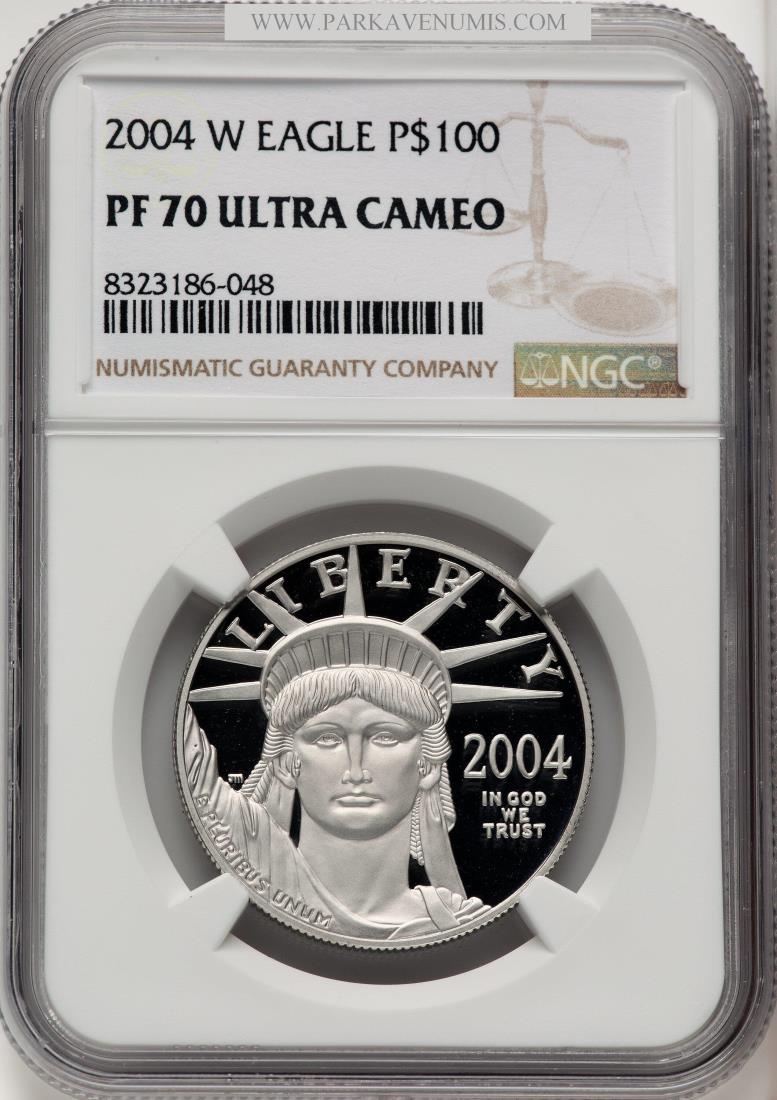 WWW.PARKAVENUMIS.COM
2004 W EAGLE P$100
PF 70 ULTRA CAMEO
8323186-048
NUMISMATIC GUARANTY COMPANY
NGC®
LIBERTY
2004
IN GOD
WE
TRUST
E PLURIBUS UNUM